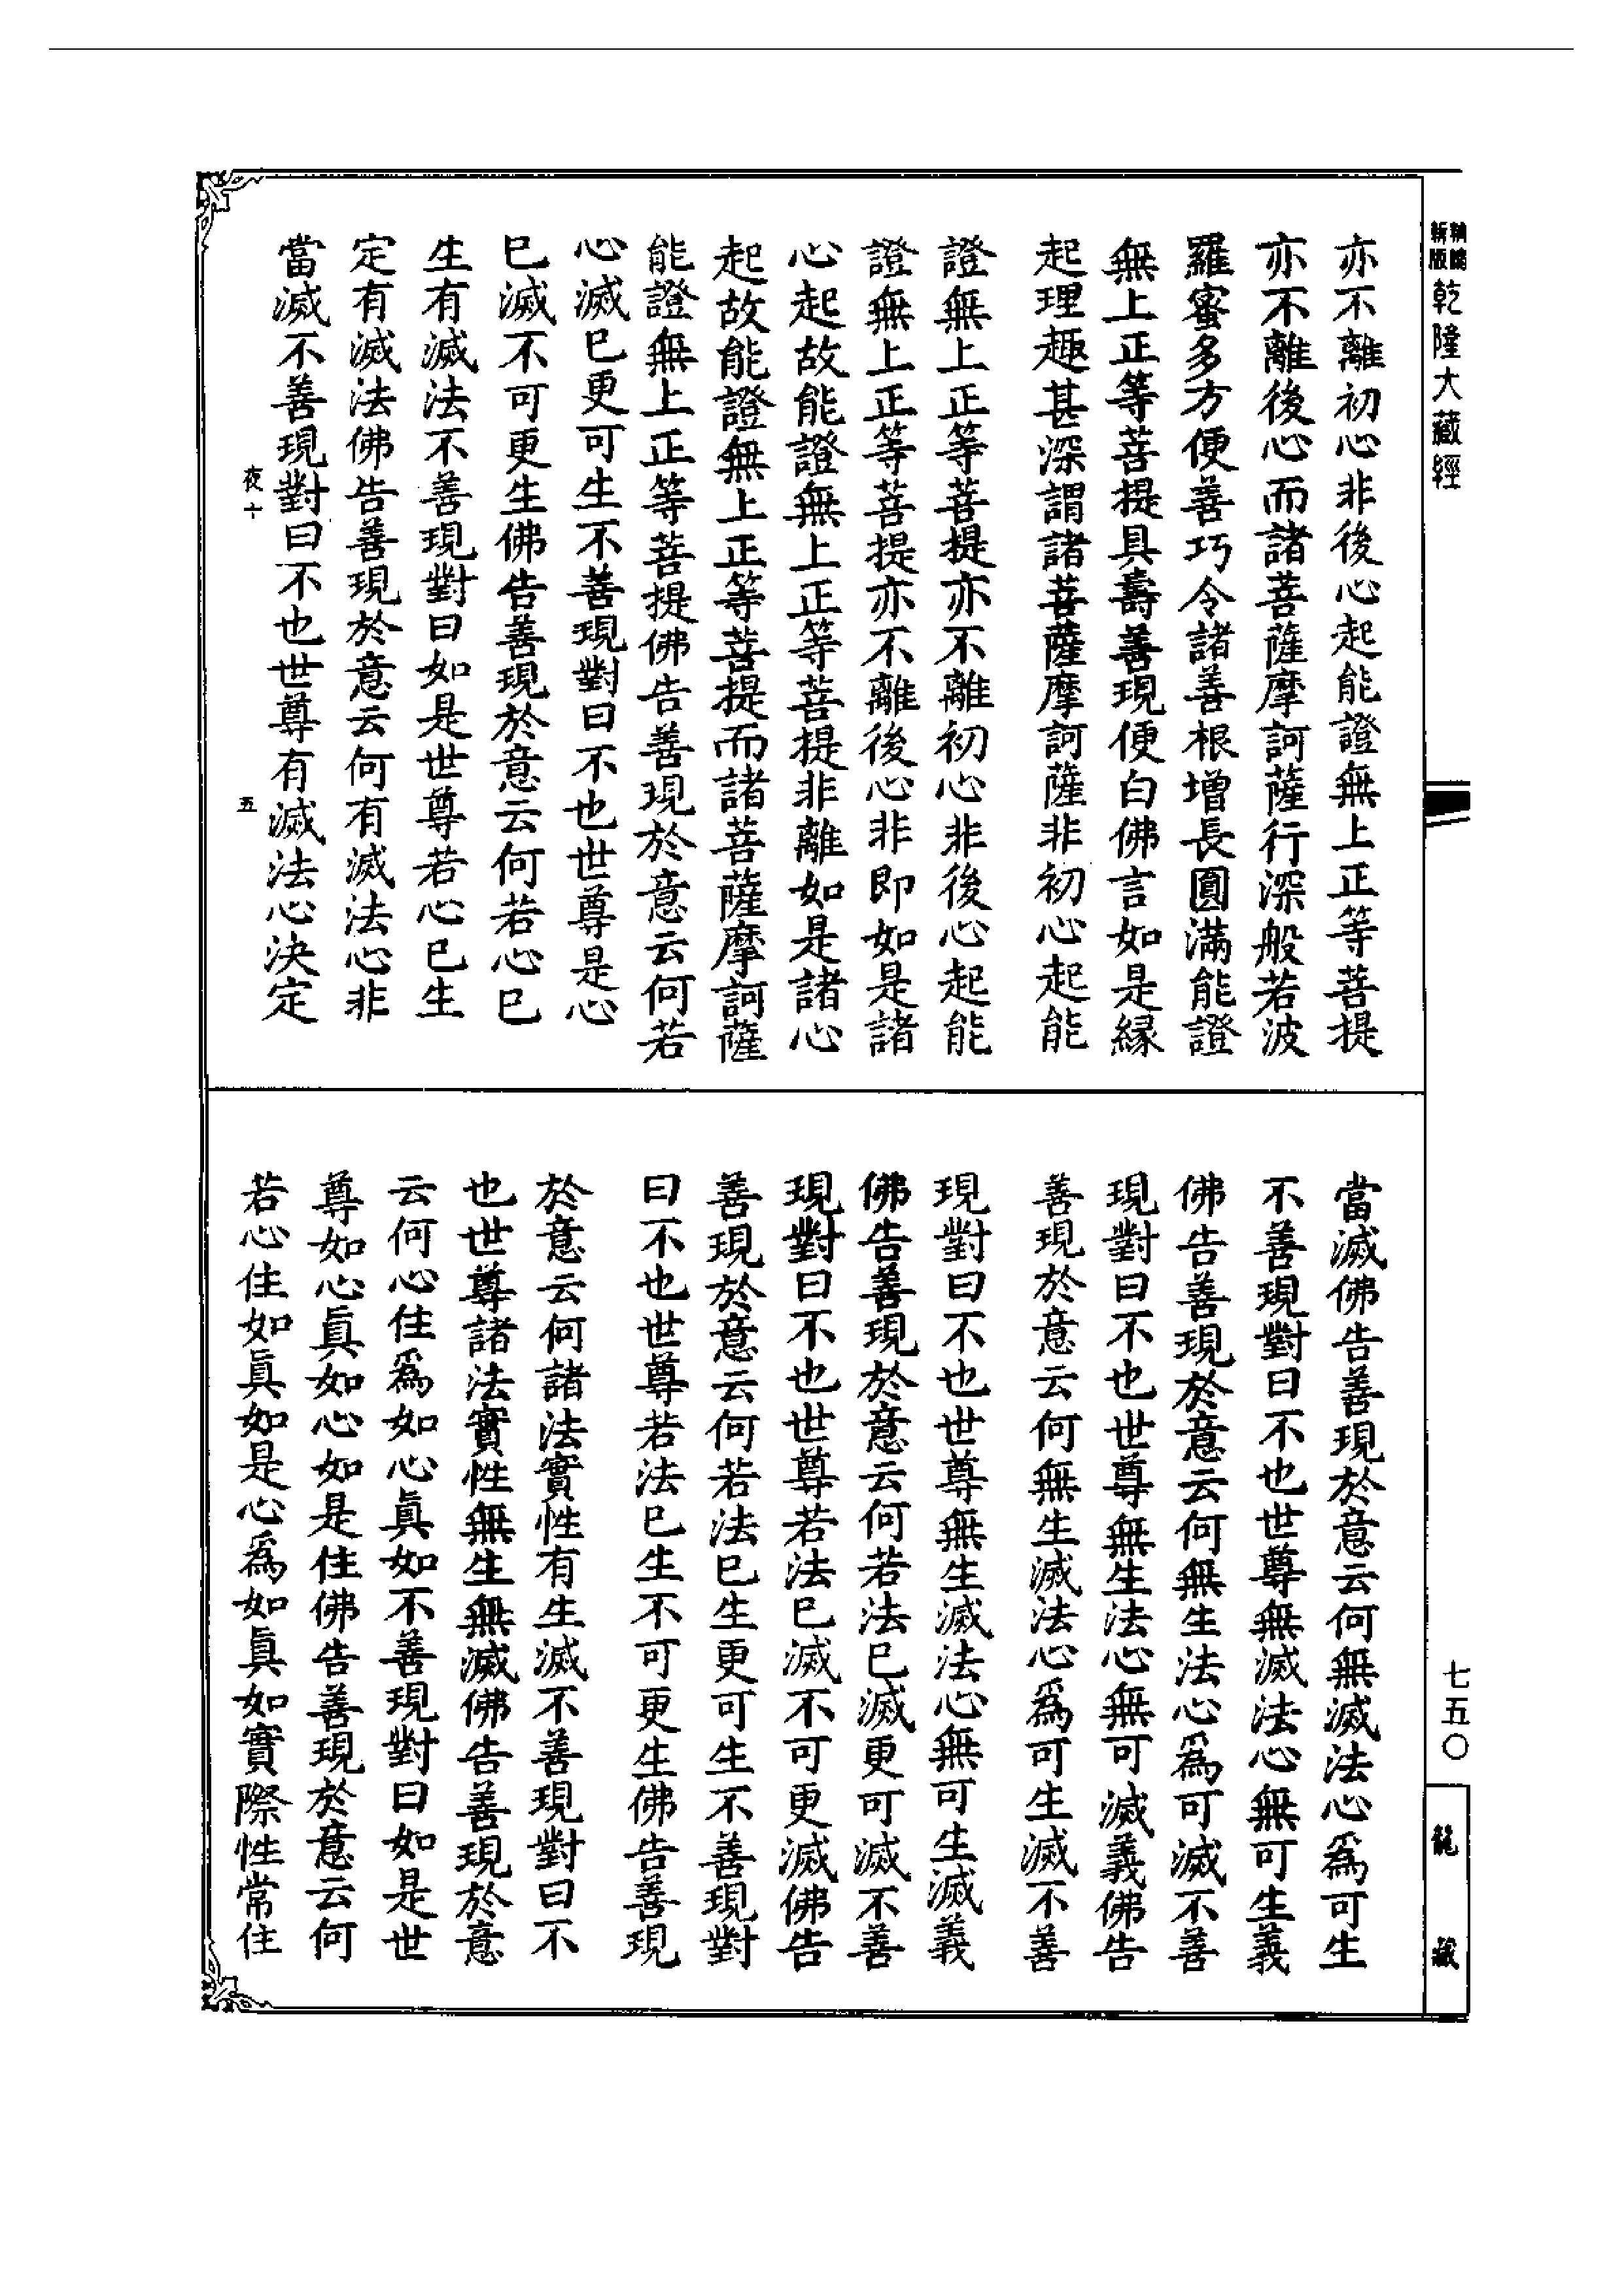 新版
乾隆大藏經
七五〇
龍藏
亦不離初心非後心起能證無上正等菩提
亦不離後心而諸菩薩摩訶薩行深般若波
羅蜜多方便善巧令諸善根增長圓滿能證
無上正等菩提具壽善現便白佛言如是緣
起理趣甚深謂諸菩薩摩訶薩非初心起能
證無上正等菩提亦不離初心非後心起能
證無上正等菩提亦不離後心非即如是諸
心起故能證無上正等菩提非離如是諸心
起故能證無上正等菩提而諸菩薩摩訶薩
能證無上正等菩提佛告善現於意云何若
心滅已更可生不善現對曰不也世尊是心
已滅不可更生佛告善現於意云何若心已
生有滅法不善現對曰如是世尊若心已生
定有滅法佛告善現於意云何有滅法心非
當滅不善現對曰不也世尊有滅法心決定
夜十 五
當滅佛告善現於意云何無滅法心為可生
不善現對曰不也世尊無滅法心無可生義
佛告善現於意云何無生法心為可滅不善
現對曰不也世尊無生法心無可滅義佛告
善現於意云何無生滅法心為可生滅不善
現對曰不也世尊無生滅法心無可生滅義
佛告善現於意云何若法已滅更可滅不善
現對曰不也世尊若法已滅不可更滅佛告
善現於意云何若法已生更可生不善現對
曰不也世尊若法已生不可更生佛告善現
於意云何諸法實性有生滅不善現對曰不
也世尊諸法實性無生無滅佛告善現於意
云何心住為如心眞如不善現對曰如是世
尊如心眞如心如是住佛告善現於意云何
若心住如眞如是心為如眞如實際性常住